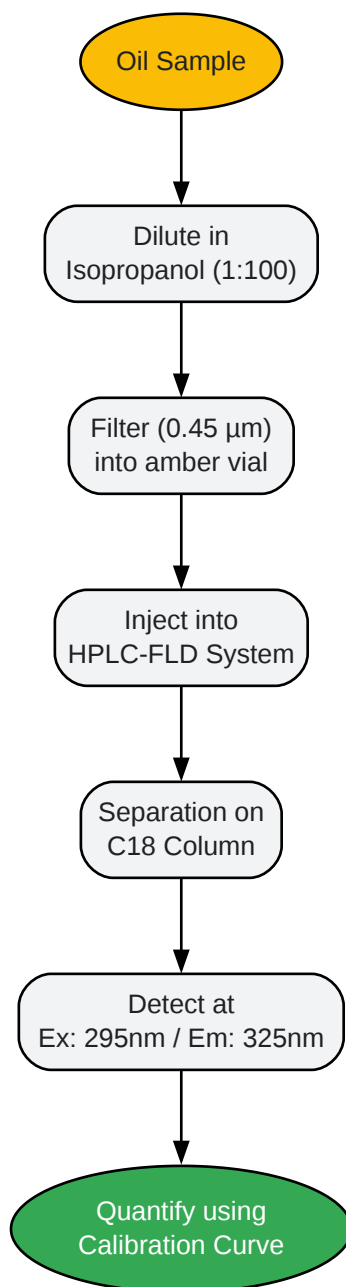 Oil Sample
Dilute in
Isopropanol (1:100)
Filter (0.45 µm)
into amber vial
Inject into
HPLC-FLD System
Separation on
C18 Column
Detect at
Ex: 295nm / Em: 325nm
Quantify using
Calibration Curve